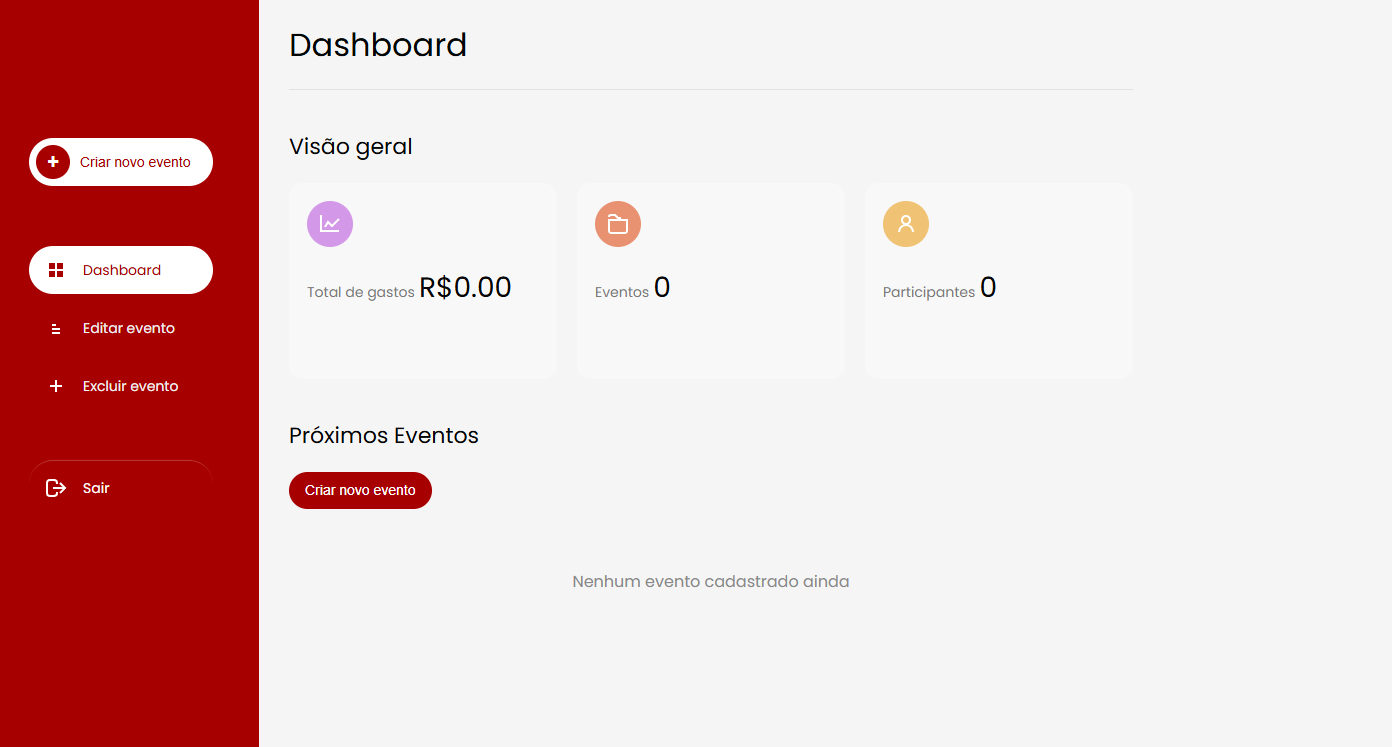 Criar novo evento
Dashboard
Editar evento
Excluir evento
Sair
Dashboard
Visão geral
Total de gastos R$0.00
Eventos 0
Participantes 0
Próximos Eventos
Criar novo evento
Nenhum evento cadastrado ainda